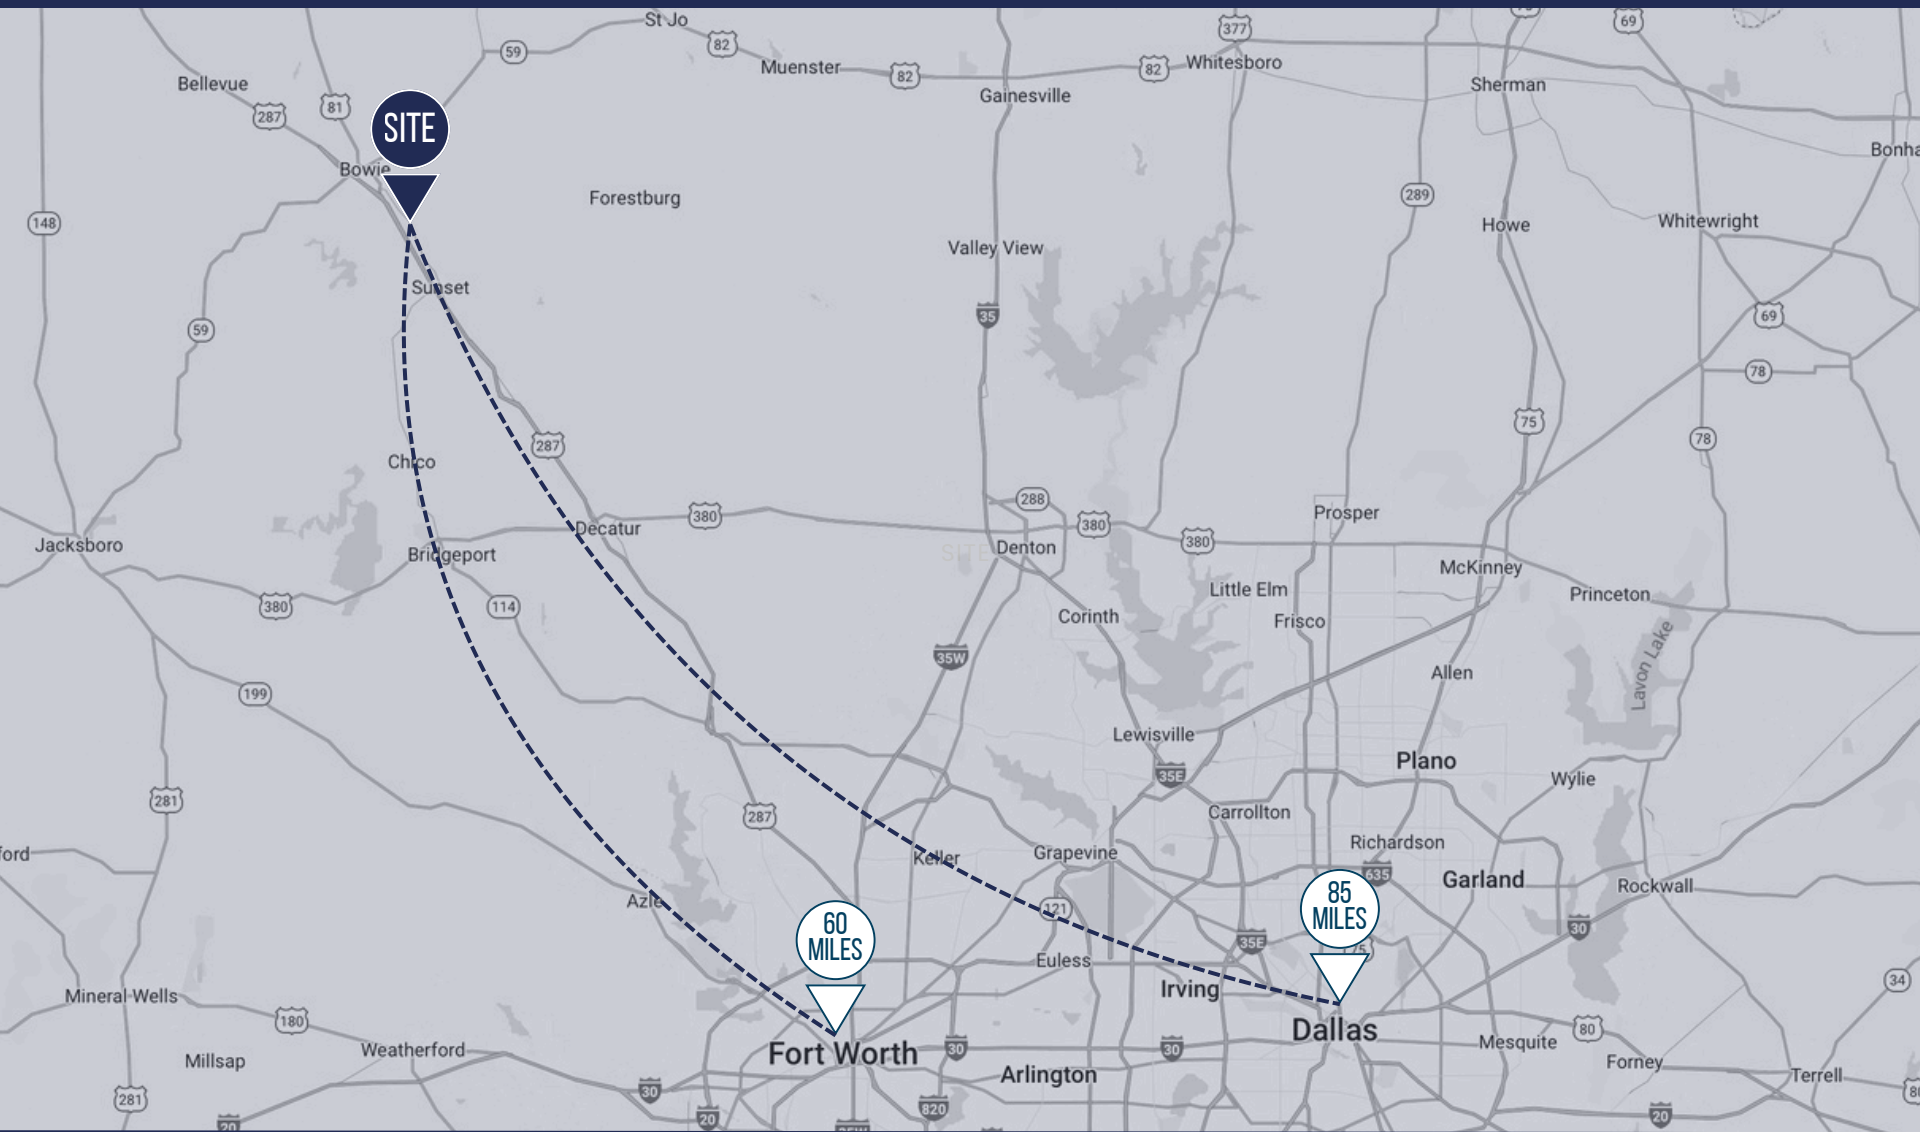 St Jo
82
59
377
69
Muenster
82
82
Whitesboro
Bellevue
81
287
Gainesville
Sherman
SITE
Bowie
Bonha
Forestburg
148
289
Howe
Whitewright
Valley View
Sunset
35
69
59
78
75
287
78
Chico
288
380
Prosper
Decatur
380
380
Jacksboro
Bridgeport
SITE
Denton
McKinney
Little Elm
Princeton
380
114
Corinth
Frisco
35W
Lavon Lake
Allen
199
Lewisville
Plano
35E
Wylie
281
287
Carrollton
Richardson
ford
Keller
Grapevine
635
Garland
Rockwall
85
MILES
Azle
121
60
MILES
30
35E
75
Euless
34
Mineral Wells
Irving
180
80
Dallas
Millsap
Weatherford
Fort Worth
30
30
Mesquite
Forney
Arlington
Terrell
281
30
820
20
20
20
35W
80